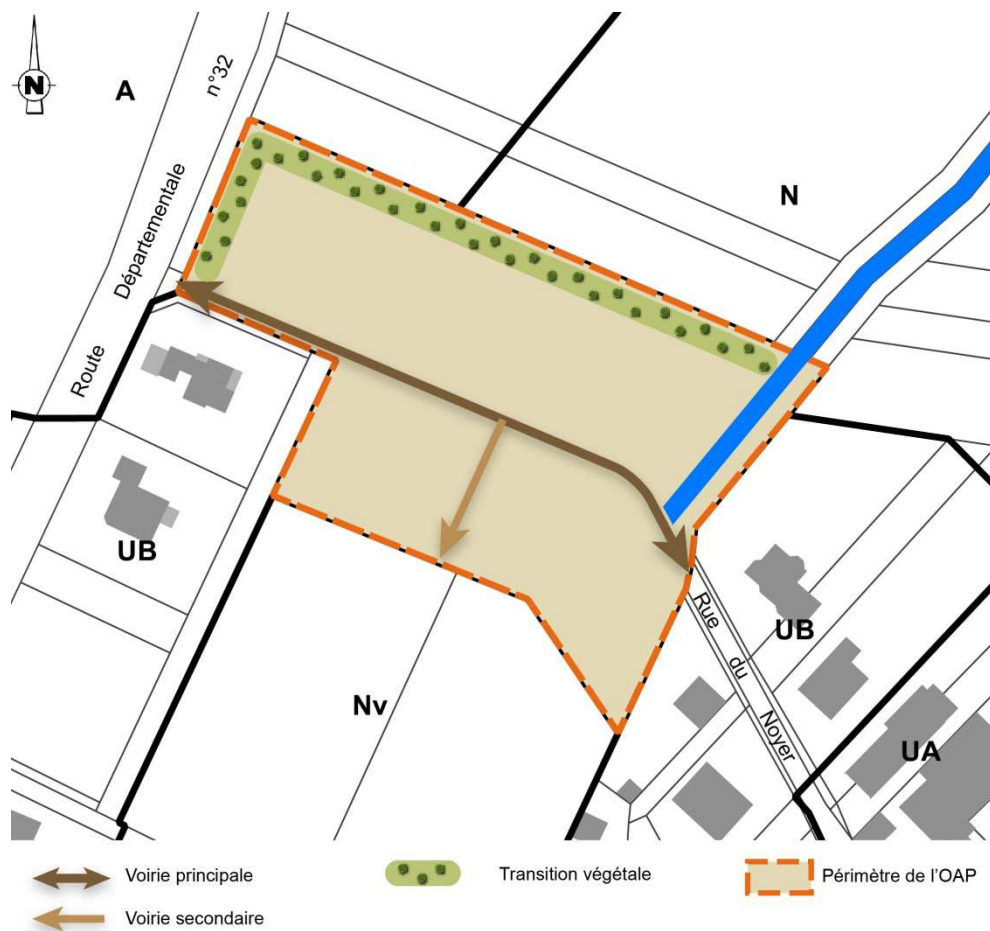 N
A
n°32
Départementale
Route
N
UB
UB
Rue du Noyer
UA
Nv
Voirie principale
Transition végétale
Périmètre de l'OAP
Voirie secondaire